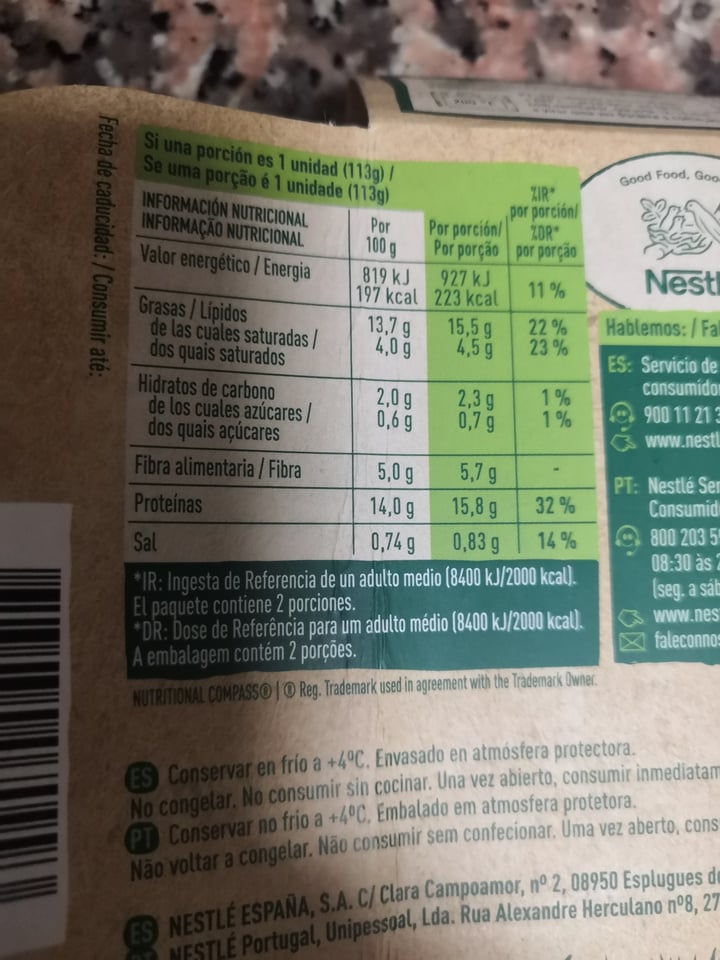 Fecha de caducidad: / Consumir até:
Si una porción es 1 unidad (113g) /
Se uma porção é 1 unidade (113g)
INFORMACIÓN NUTRICIONAL
INFORMAÇÃO NUTRICIONAL
Por 100 g
Por porción/ Por porção
%IR* por porción/ %DR* por porção
Valor energético / Energia 819 kJ 927 kJ 11 %
197 kcal 223 kcal
Grasas / Lípidos 13,7 g 15,5 g 22 %
de las cuales saturadas / 4,0 g 4,5 g 23 %
dos quais saturados
Hidratos de carbono 2,0 g 2,3 g 1 %
de los cuales azúcares / 0,6 g 0,7 g 1 %
dos quais açúcares
Fibra alimentaria / Fibra 5,0 g 5,7 g -
Proteínas 14,0 g 15,8 g 32 %
Sal 0,74 g 0,83 g 14 %
*IR: Ingesta de Referencia de un adulto medio (8400 kJ/2000 kcal).
El paquete contiene 2 porciones.
*DR: Dose de Referência para um adulto médio (8400 kJ/2000 kcal).
A embalagem contém 2 porções.
NUTRITIONAL COMPASS® | ® Reg. Trademark used in agreement with the Trademark Owner.
Good Food, Goo
Nestl
Hablemos: / Fal
ES: Servicio de
consumido
900 11 21
www.nestl
PT: Nestlé Ser
Consumid
800 203 5
08:30 às
(seg. a sáb
www.nes
faleconnos
ES Conservar en frío a +4ºC. Envasado en atmósfera protectora.
No congelar. No consumir sin cocinar. Una vez abierto, consumir inmediatam
PT Conservar no frio a +4ºC. Embalado em atmosfera protetora.
Não voltar a congelar. Não consumir sem confecionar. Uma vez aberto, cons
ES NESTLÉ ESPAÑA, S.A. C/ Clara Campoamor, nº 2, 08950 Esplugues de
NESTLÉ Portugal, Unipessoal, Lda. Rua Alexandre Herculano nº8, 27